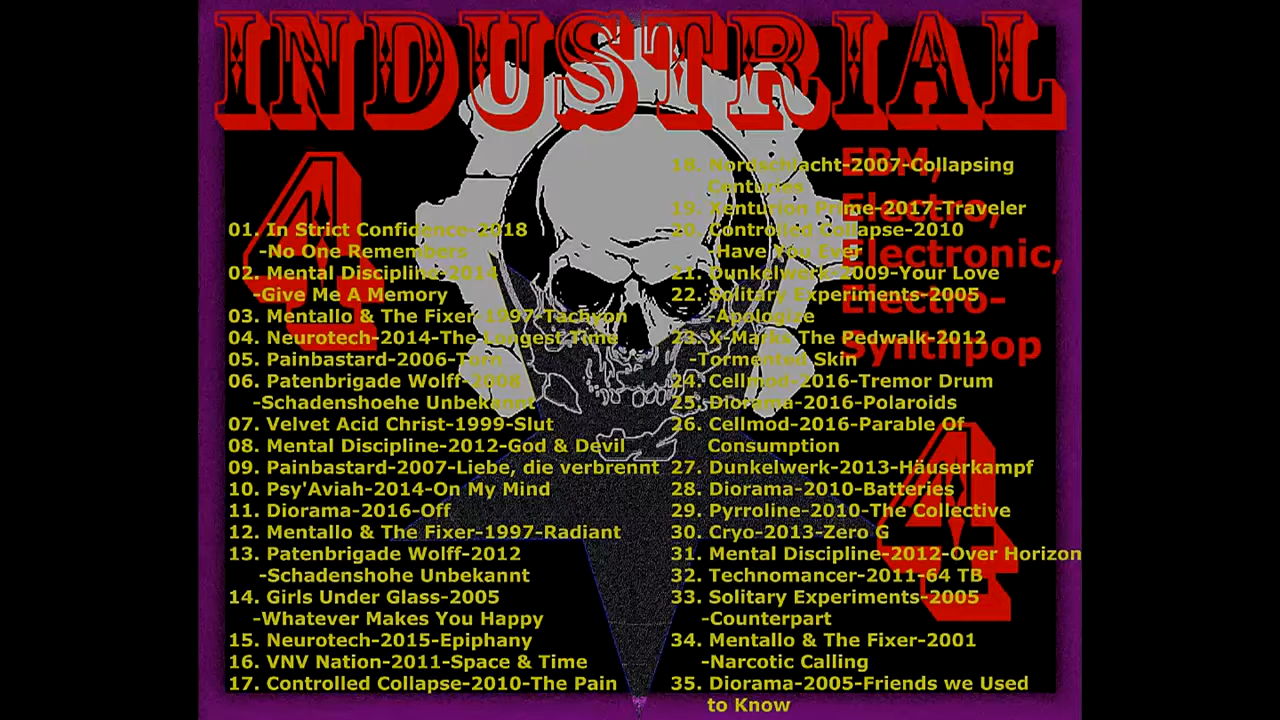 INDUSTRIAL
4
EBM,
Electro,
Electronic,
Electro-
Synthpop
4
01. In Strict Confidence-2018
-No One Remembers
02. Mental Discipline-2014
-Give Me A Memory
03. Mentallo & The Fixer-1997-Tachyon
04. Neurotech-2014-The Longest Time
05. Painbastard-2006-Torn
06. Patenbrigade Wolff-2008
-Schadenshoehe Unbekannt
07. Velvet Acid Christ-1999-Slut
08. Mental Discipline-2012-God & Devil
09. Painbastard-2007-Liebe, die verbrennt
10. Psy'Aviah-2014-On My Mind
11. Diorama-2016-Off
12. Mentallo & The Fixer-1997-Radiant
13. Patenbrigade Wolff-2012
-Schadenshohe Unbekannt
14. Girls Under Glass-2005
-Whatever Makes You Happy
15. Neurotech-2015-Epiphany
16. VNV Nation-2011-Space & Time
17. Controlled Collapse-2010-The Pain
18. Nordschlacht-2007-Collapsing
Centuries
19. Xenturion Prime-2017-Traveler
20. Controlled Collapse-2010
-Have You Ever
21. Dunkelwerk-2009-Your Love
22. Solitary Experiments-2005
-Apologize
23. X-Marks The Pedwalk-2012
-Tormented Skin
24. Cellmod-2016-Tremor Drum
25. Diorama-2016-Polaroids
26. Cellmod-2016-Parable Of
Consumption
27. Dunkelwerk-2013-Häuserkampf
28. Diorama-2010-Batteries
29. Pyrroline-2010-The Collective
30. Cryo-2013-Zero G
31. Mental Discipline-2012-Over Horizon
32. Technomancer-2011-64 TB
33. Solitary Experiments-2005
-Counterpart
34. Mentallo & The Fixer-2001
-Narcotic Calling
35. Diorama-2005-Friends we Used
to Know